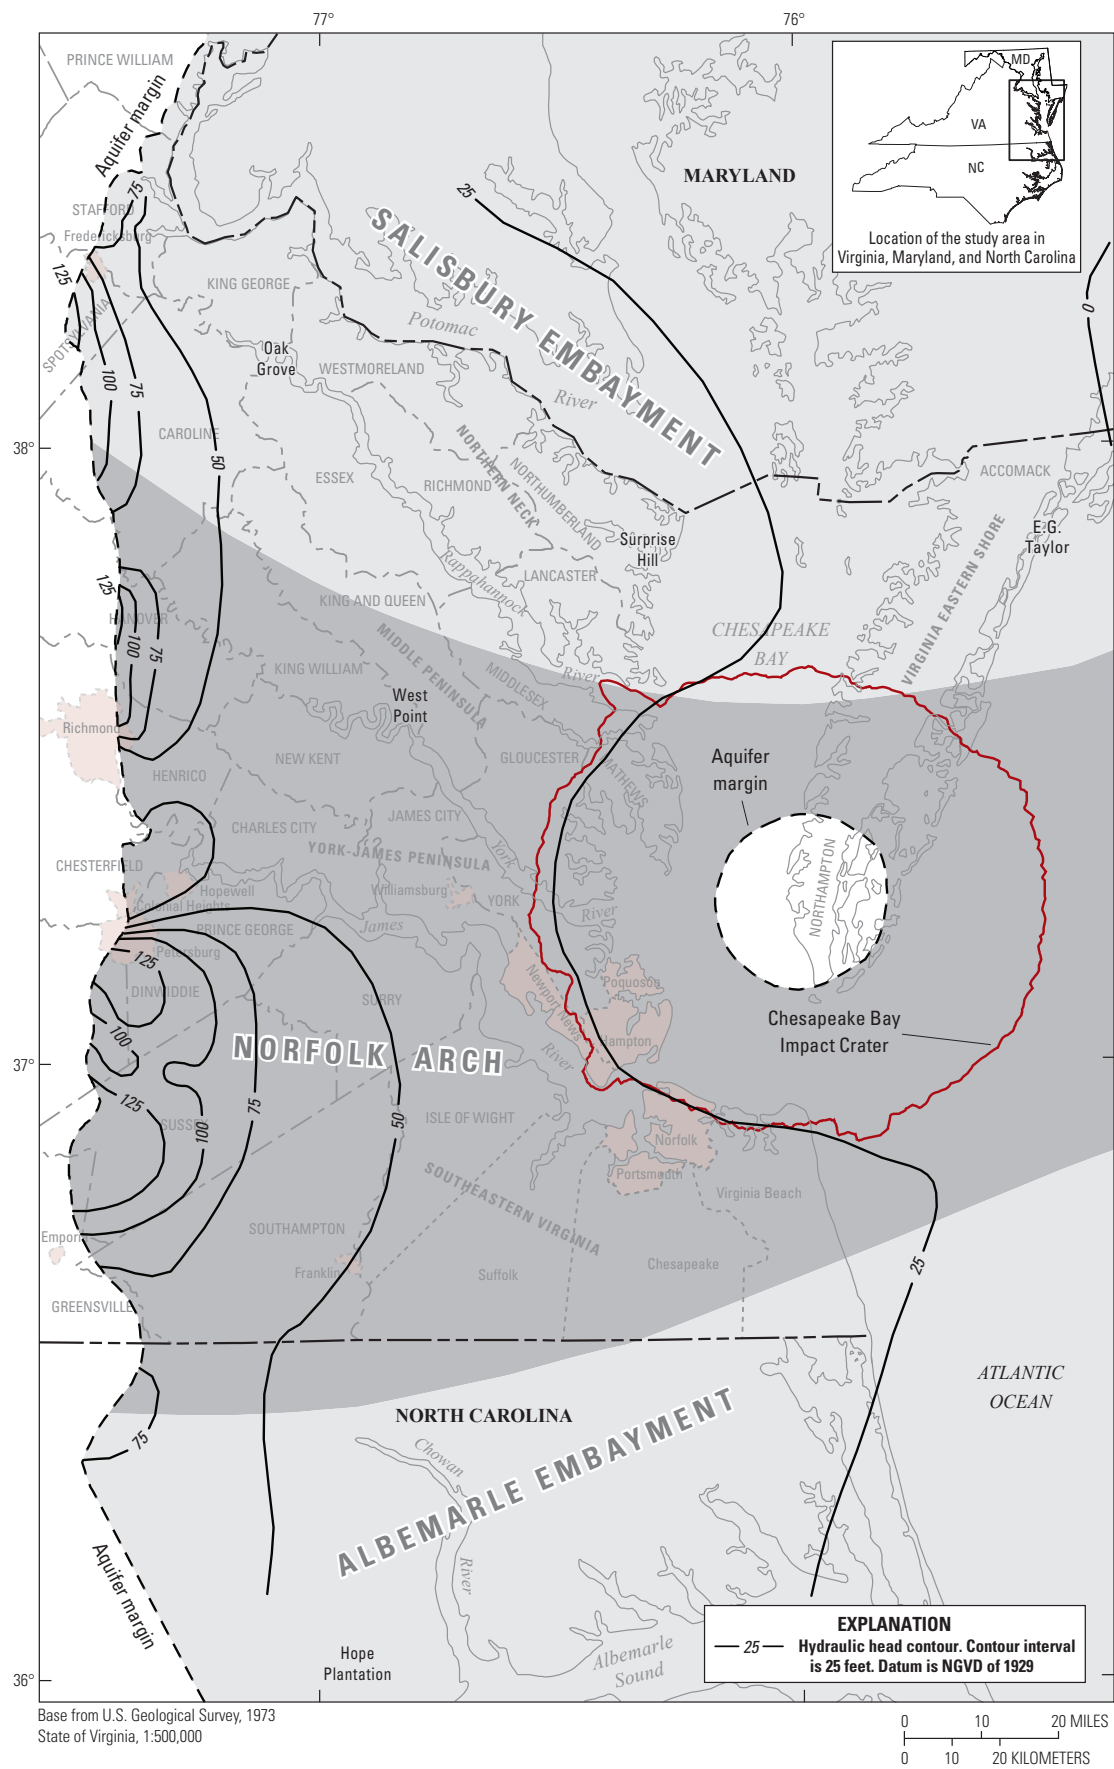 77°
76°
PRINCE WILLIAM
Aquifer margin
MD
VA
NC
Location of the study area in
Virginia, Maryland, and North Carolina
MARYLAND
25
75
STAFFORD
Fredericksburg
SALISBURY EMBAYMENT
125
KING GEORGE
0
SPOTSYLVANIA
Potomac
Oak
Grove
WESTMORELAND
100
75
River
CAROLINE
38°
50
NORTHERN NECK
ESSEX
RICHMOND
NORTHUMBERLAND
ACCOMACK
Surprise
Hill
E.G.
Taylor
VIRGINIA EASTERN SHORE
Rappahannock
LANCASTER
125
HANOVER
KING AND QUEEN
100
75
MIDDLE PENINSULA
CHESAPEAKE
BAY
KING WILLIAM
MIDDLESEX
River
West
Point
Richmond
NEW KENT
GLOUCESTER
MATHEWS
Aquifer
margin
HENRICO
JAMES CITY
CHARLES CITY
YORK-JAMES PENINSULA
York
CHESTERFIELD
Hopewell
Colonial Heights
Williamsburg
YORK
NORTHAMPTON
PRINCE GEORGE
James
River
Petersburg
125
DINWIDDIE
SURRY
Newport News
Poquoson
Chesapeake Bay
Impact Crater
100
NORFOLK ARCH
River
Hampton
37°
125
75
SUSSEX
100
50
ISLE OF WIGHT
Norfolk
Portsmouth
SOUTHEASTERN VIRGINIA
Virginia Beach
SOUTHAMPTON
Emporia
Franklin
Suffolk
Chesapeake
25
GREENSVILLE
ATLANTIC
OCEAN
NORTH CAROLINA
75
Chowan
ALBEMARLE EMBAYMENT
River
Aquifer margin
Hope
Plantation
Albemarle
Sound
EXPLANATION
25 Hydraulic head contour. Contour interval
is 25 feet. Datum is NGVD of 1929
36°
Base from U.S. Geological Survey, 1973
State of Virginia, 1:500,000
0 10 20 MILES
0 10 20 KILOMETERS